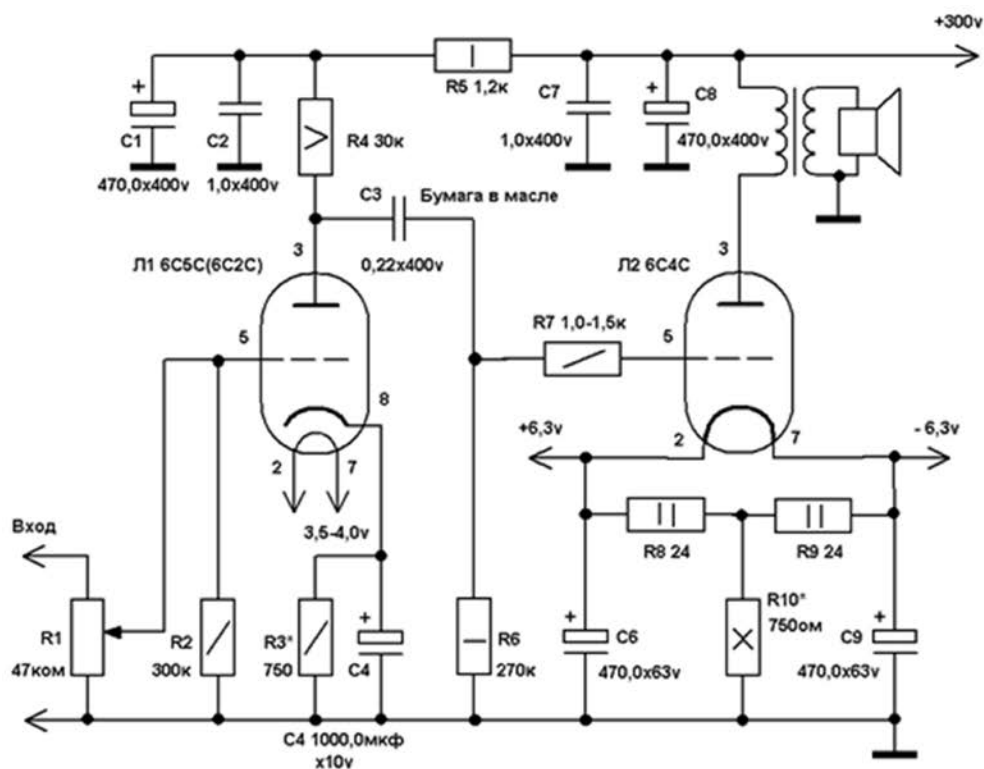 +300v
R5 1,2к
C7
C8
+
+
C1
C2
R4 30к
1,0x400v
470,0x400v
470,0x400v
1,0x400v
C3
Бумага в масле
3
3
Л1 6С5С(6С2С)
0,22x400v
Л2 6С4С
R7 1,0-1,5к
5
5
8
+6,3v
2
7
- 6,3v
2
7
3,5-4,0v
Вход
R8 24
R9 24
R10*
750ом
+
+
+
R1
R2
R3*
C4
R6
C6
C9
47ком
300к
750
270к
470,0x63v
470,0x63v
C4 1000,0мкф
x10v